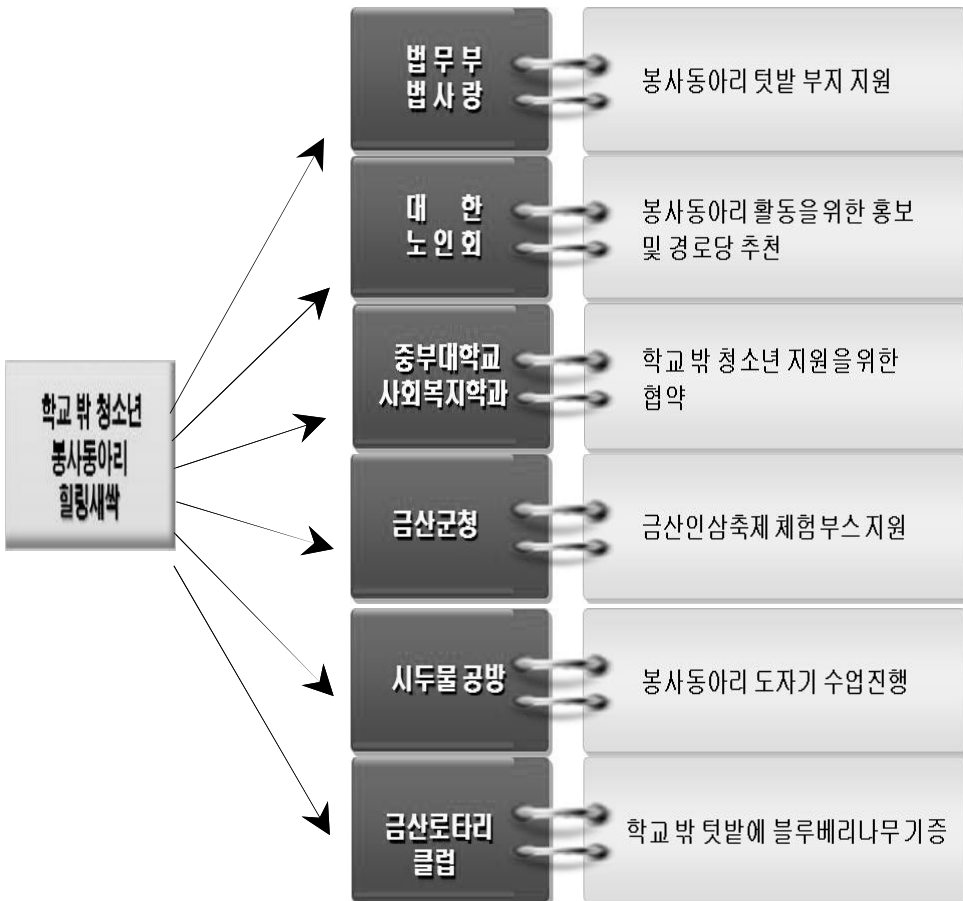 학교 밖 청소년
봉사동아리
힐링새싹
법무부
법사랑
봉사동아리 텃밭 부지 지원
대 한
노인회
봉사동아리 활동을 위한 홍보
및 경로당 추천
중부대학교
사회복지학과
학교 밖 청소년 지원을 위한
협약
금산군청
금산인삼축제 체험 부스 지원
시두물 공방
봉사동아리 도자기 수업진행
금산로타리
클럽
학교 밖 텃밭에 블루베리나무 기증